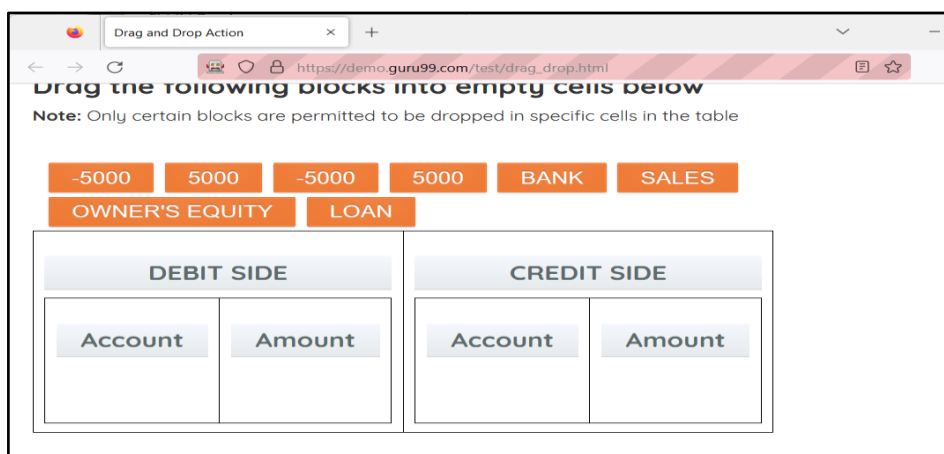 Drag and Drop Action × +
https://demo.guru99.com/test/drag_drop.html
Drag the following blocks into empty cells below
Note: Only certain blocks are permitted to be dropped in specific cells in the table
-5000 5000 -5000 5000 BANK SALES
OWNER'S EQUITY LOAN
DEBIT SIDE CREDIT SIDE
Account Amount Account Amount